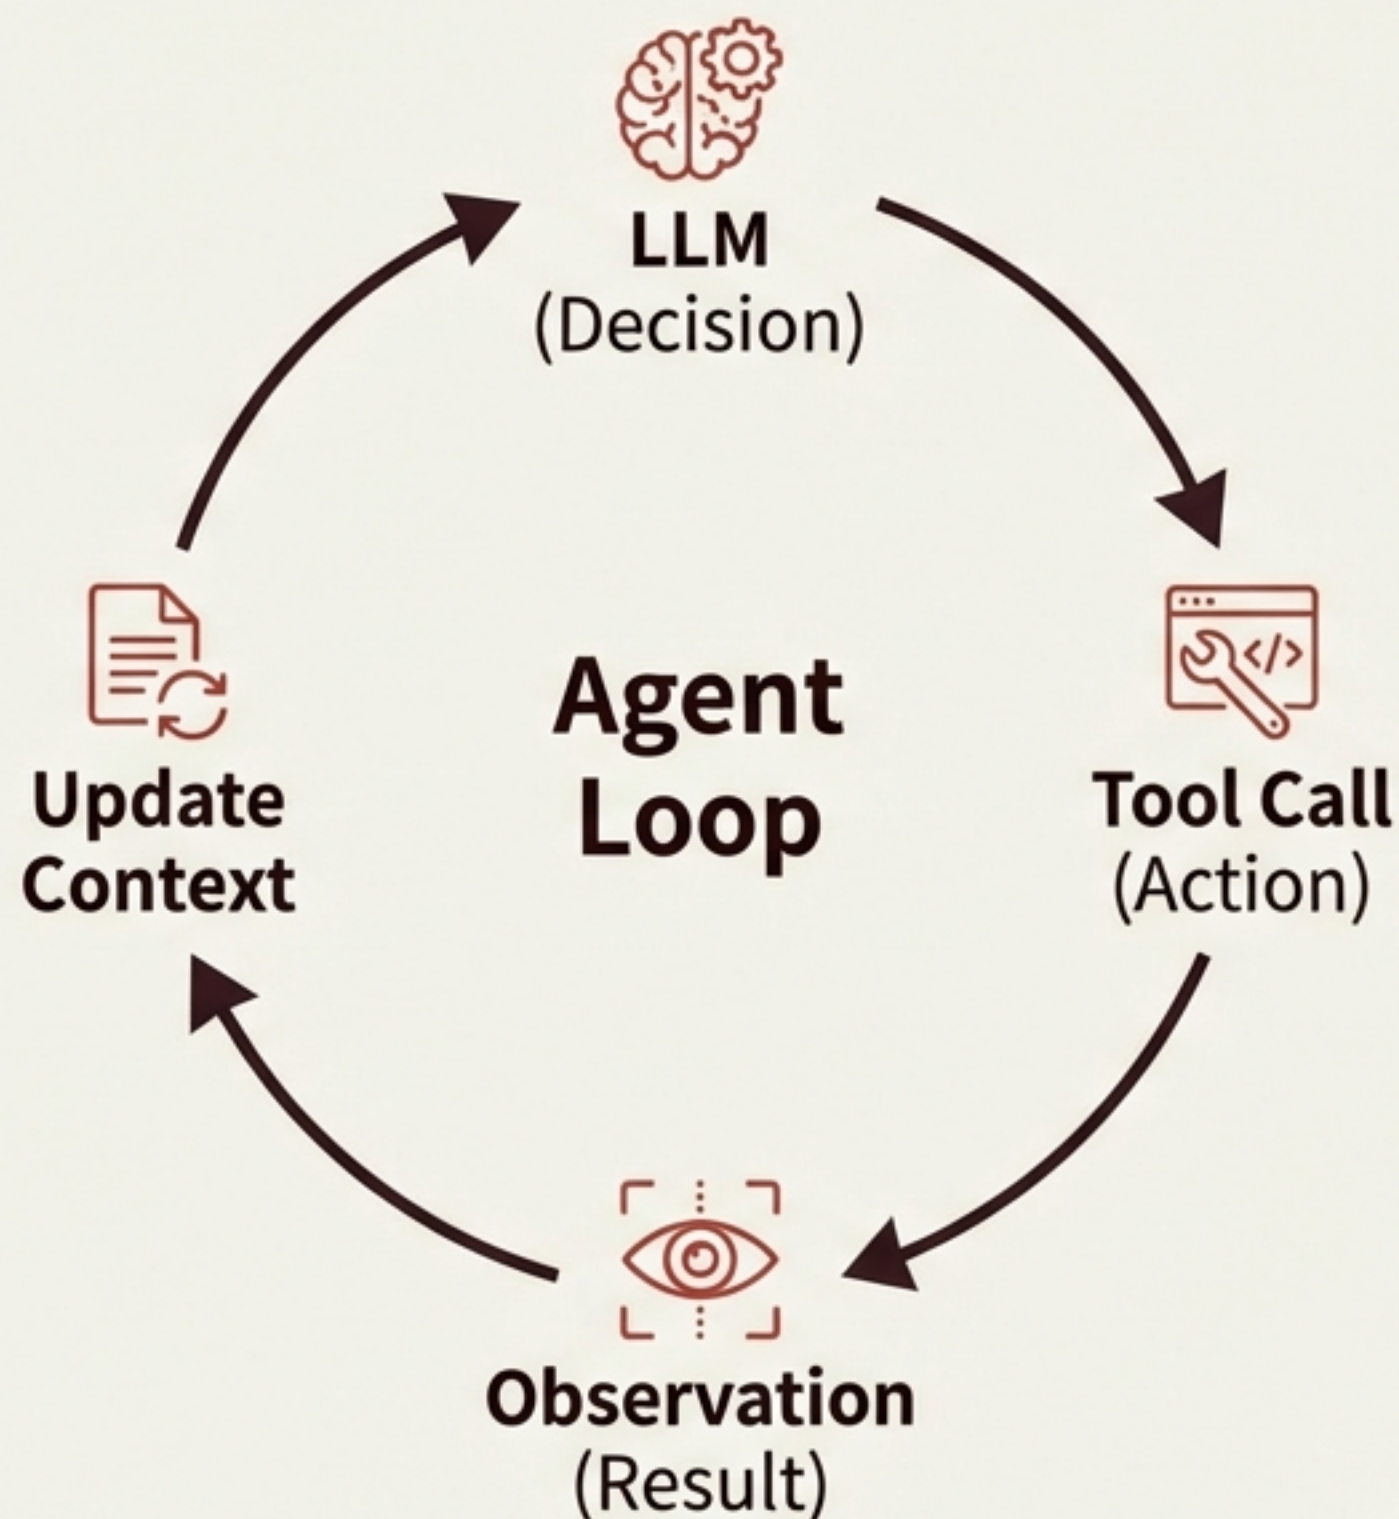 LLM
(Decision)
Tool Call
(Action)
Observation
(Result)
Update
Context
Agent
Loop